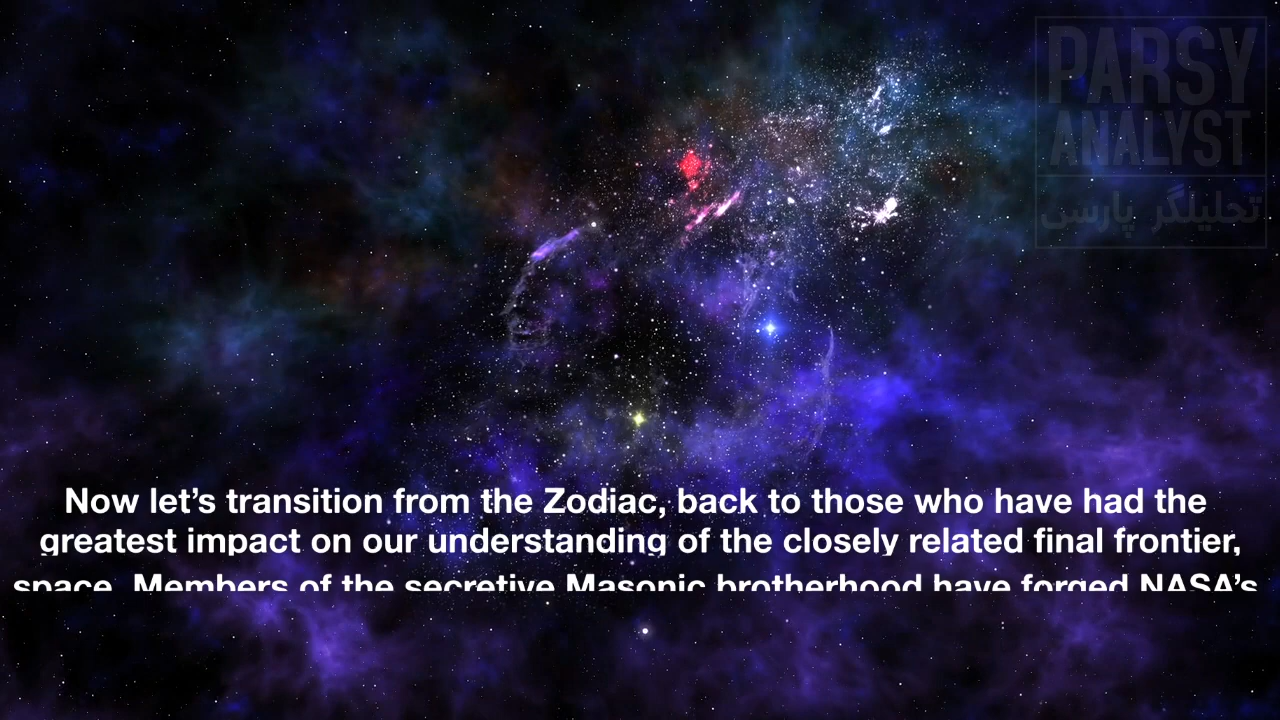 PARSY
ANALYST
تحلیلگر پارسی
Now let’s transition from the Zodiac, back to those who have had the
greatest impact on our understanding of the closely related final frontier,
space. Members of the secretive Masonic brotherhood have forged NASA’s